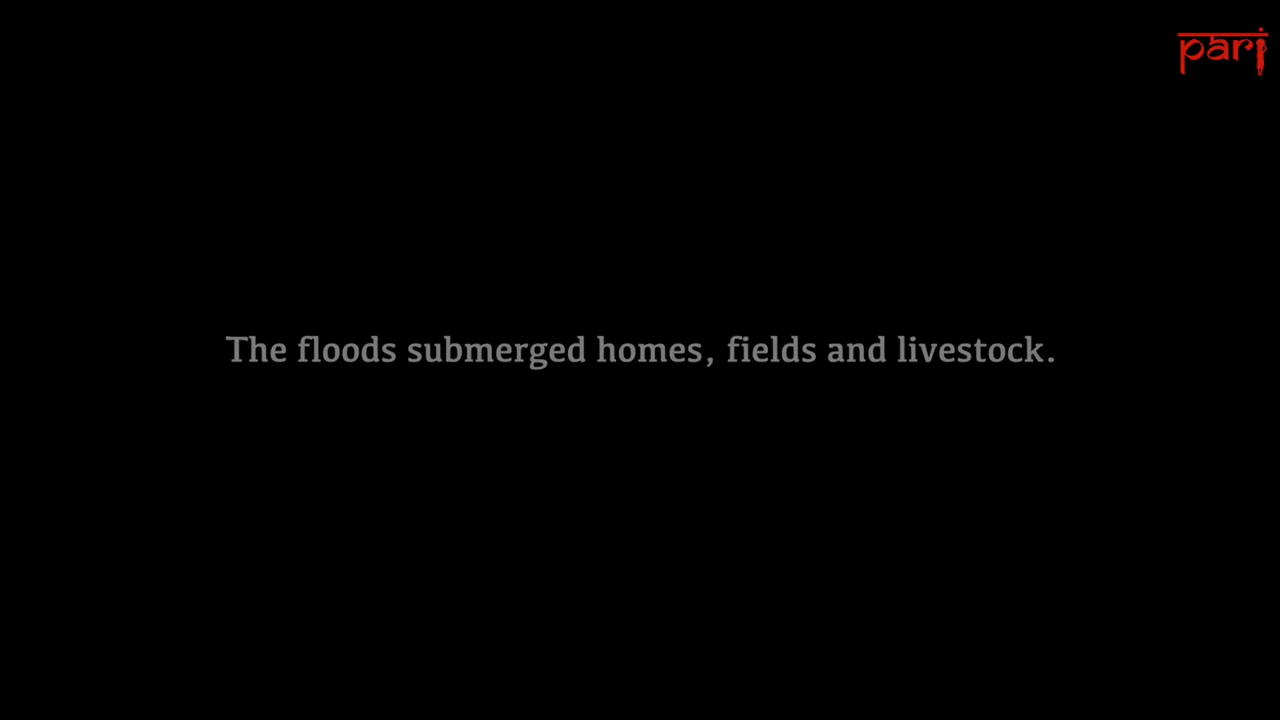 pari
The floods submerged homes, fields and livestock.